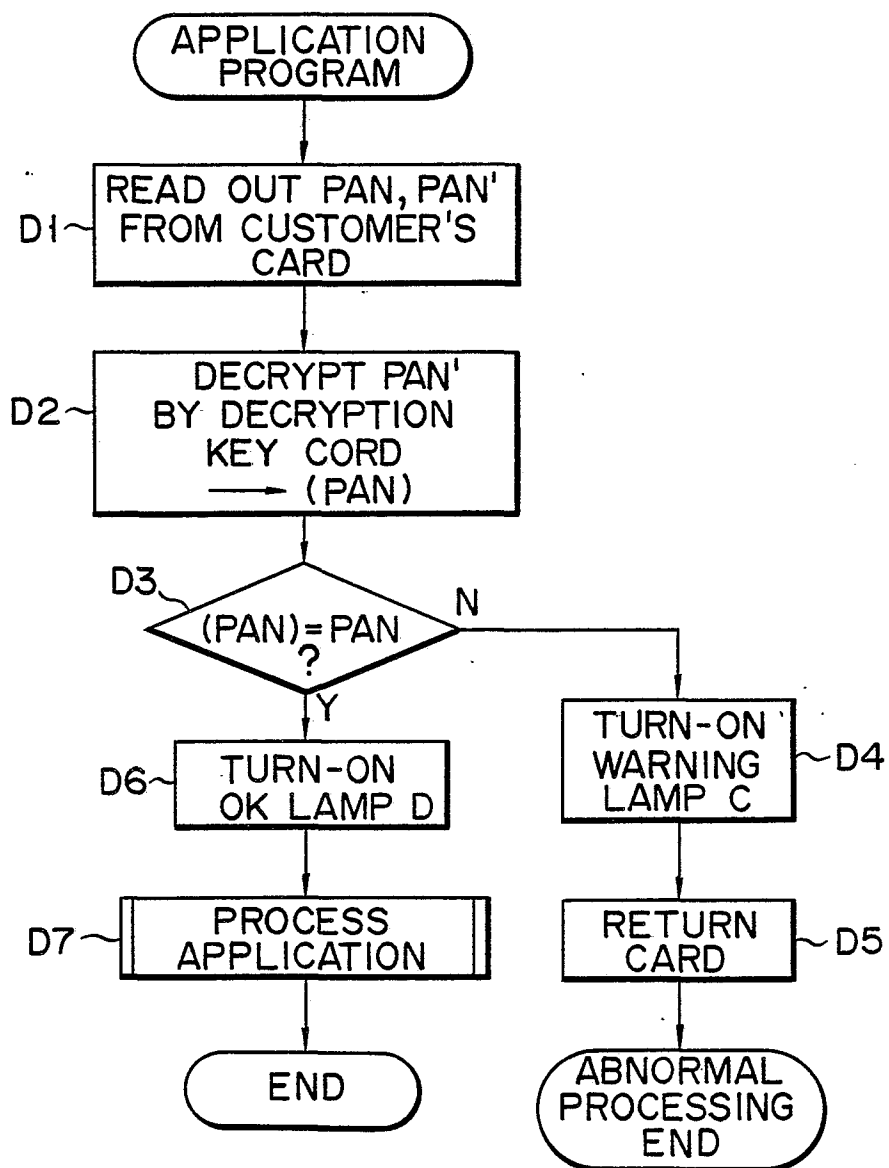 APPLICATION
PROGRAM
D1
READ OUT PAN, PAN'
FROM CUSTOMER'S
CARD
D2
DECRYPT PAN'
BY DECRYPTION
KEY CORD
→ (PAN)
D3
(PAN)=PAN
?
N
Y
D6
TURN-ON
OK LAMP D
TURN-ON
WARNING
LAMP C
D4
D7
PROCESS
APPLICATION
RETURN
CARD
D5
END
ABNORMAL
PROCESSING
END